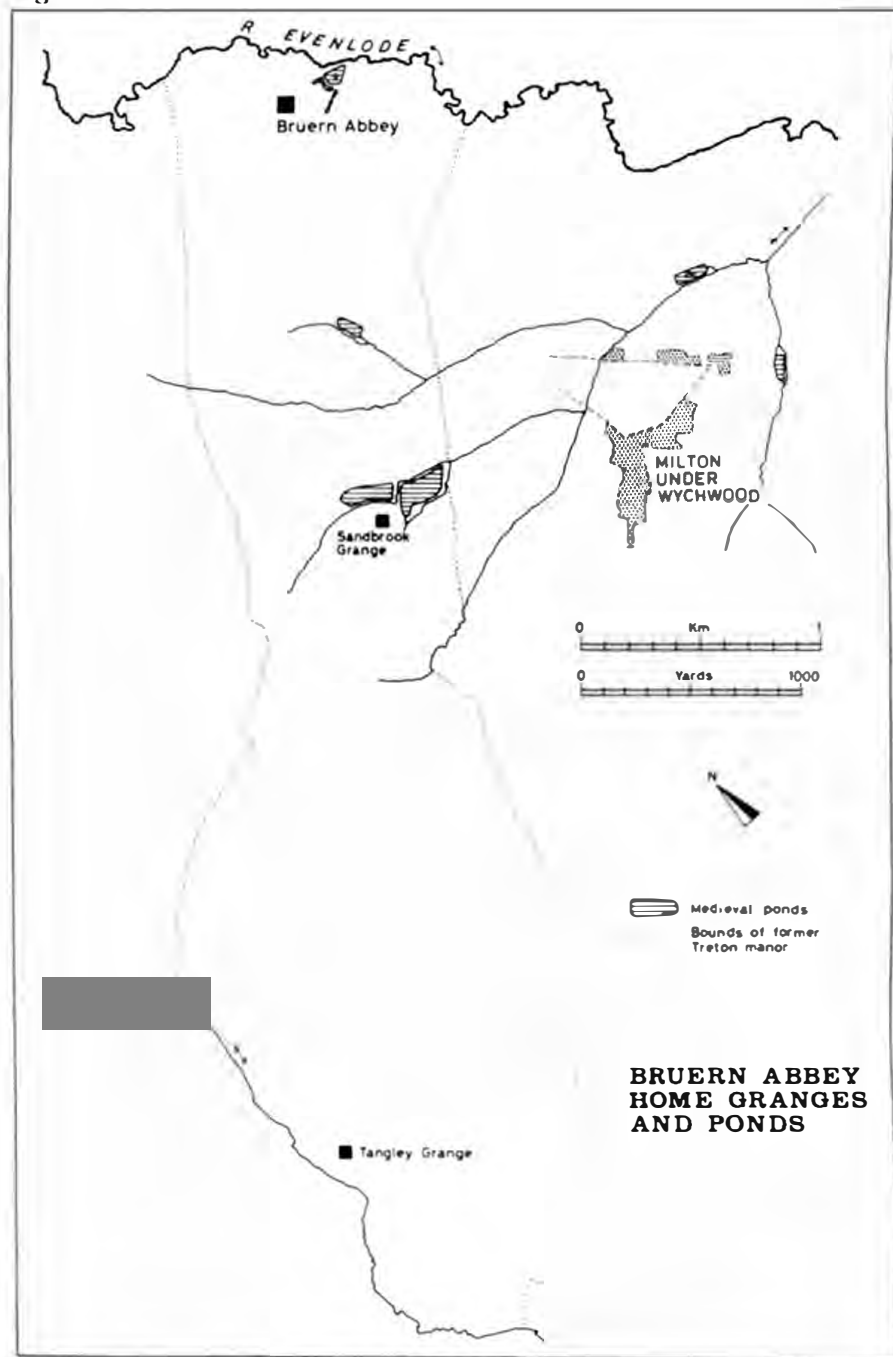 R EVENLODE
Bruern Abbey
MILTON
UNDER
WYCHWOOD
Sandbrook
Grange
0 Km 1
0 Yards 1000
N
Medieval ponds
Bounds of former
Treton manor
BRUERN ABBEY
HOME GRANGES
AND PONDS
Tangley Grange